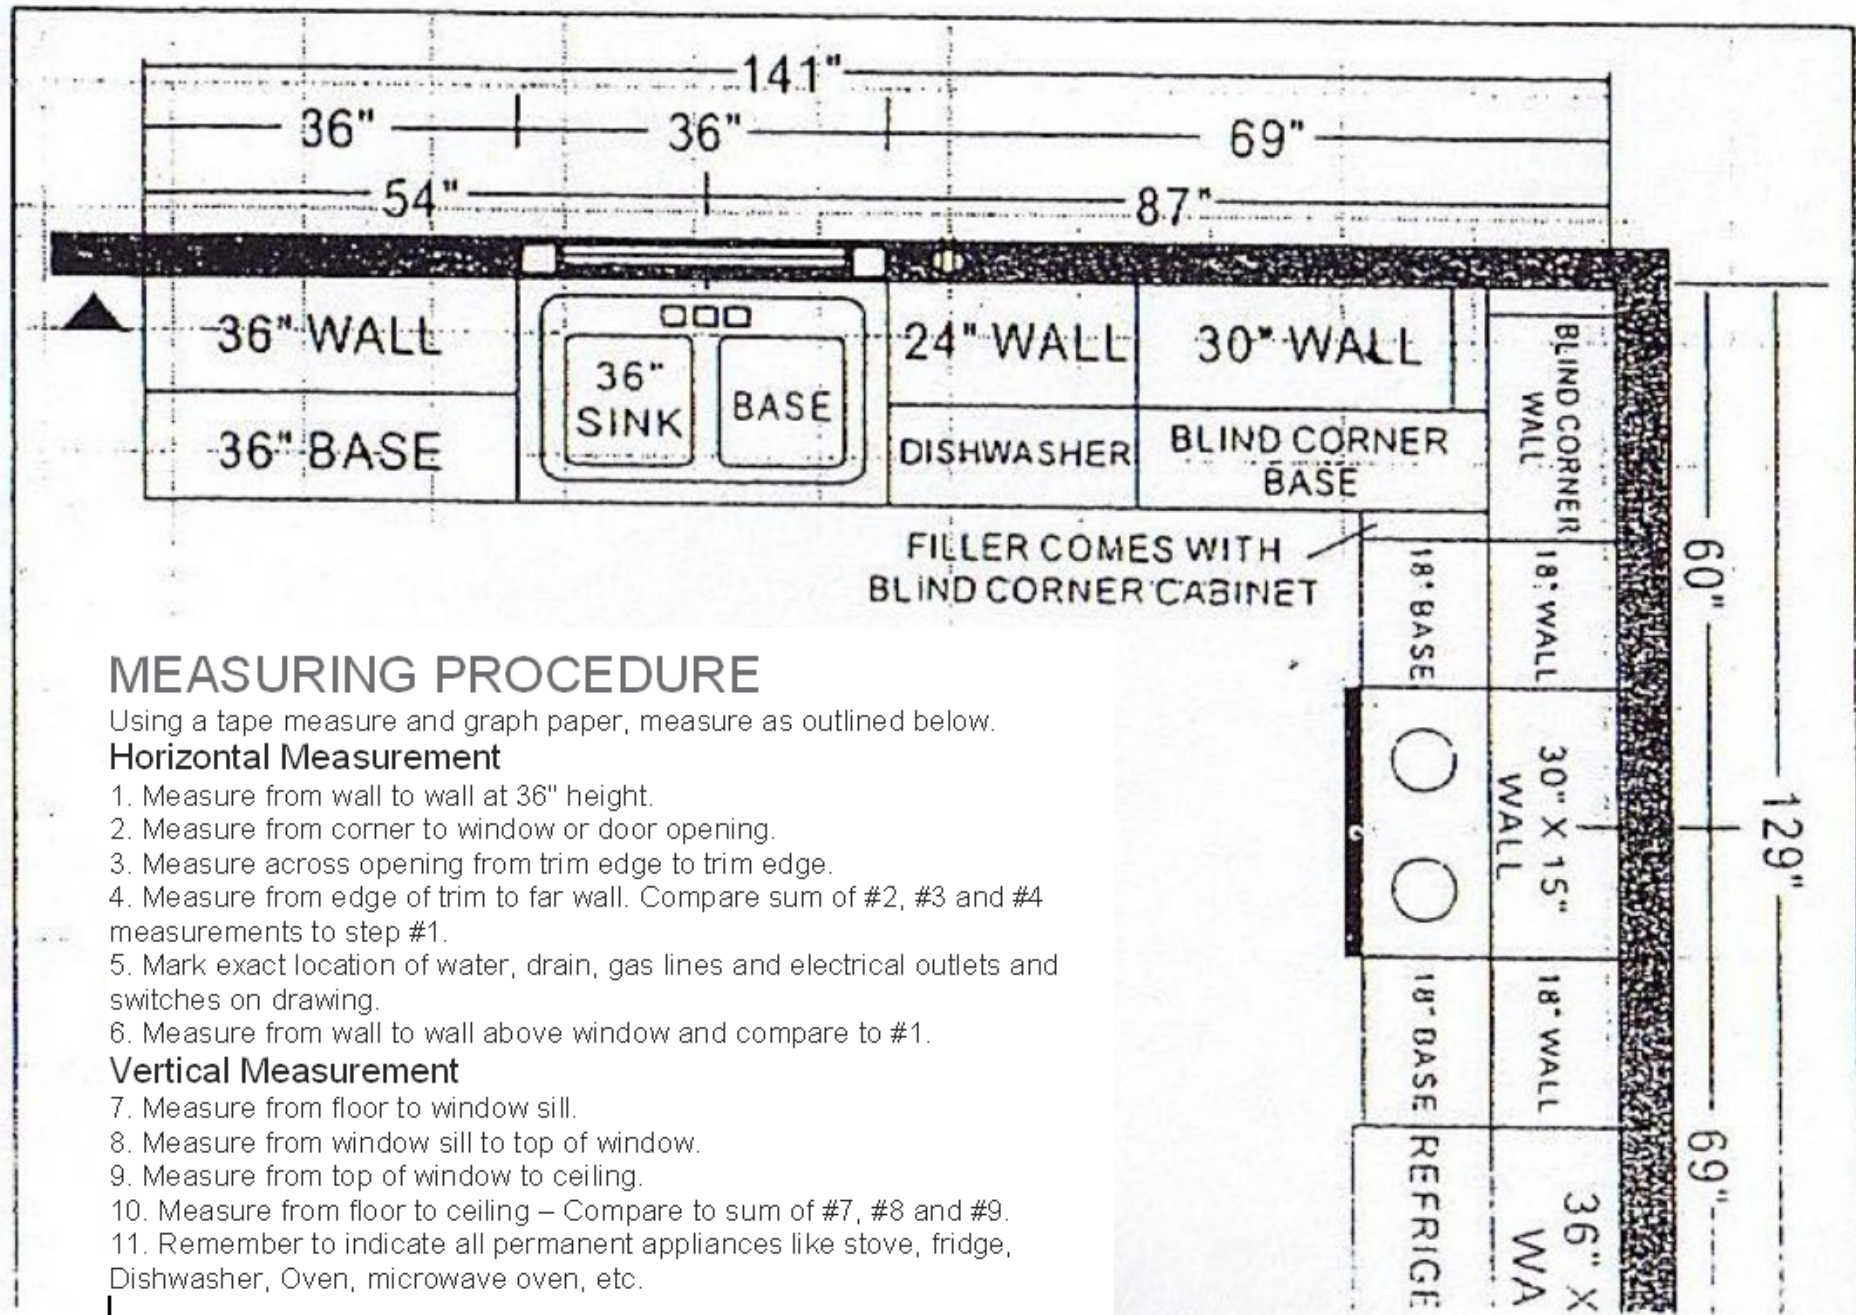 141"
36" 36" 69"
54" 87"
36" WALL
36" BASE
36"
SINK
BASE
24" WALL
DISHWASHER
30" WALL
BLIND CORNER
BASE
BLIND CORNER
WALL
FILLER COMES WITH
BLIND CORNER CABINET
18" BASE
18" WALL
60"
129"
30" X 15"
WALL
18" BASE
18" WALL
69"
REFRIGE
36" X
WA
MEASURING PROCEDURE
Using a tape measure and graph paper, measure as outlined below.
Horizontal Measurement
1. Measure from wall to wall at 36" height.
2. Measure from corner to window or door opening.
3. Measure across opening from trim edge to trim edge.
4. Measure from edge of trim to far wall. Compare sum of #2, #3 and #4
measurements to step #1.
5. Mark exact location of water, drain, gas lines and electrical outlets and
switches on drawing.
6. Measure from wall to wall above window and compare to #1.
Vertical Measurement
7. Measure from floor to window sill.
8. Measure from window sill to top of window.
9. Measure from top of window to ceiling.
10. Measure from floor to ceiling – Compare to sum of #7, #8 and #9.
11. Remember to indicate all permanent appliances like stove, fridge,
Dishwasher, Oven, microwave oven, etc.